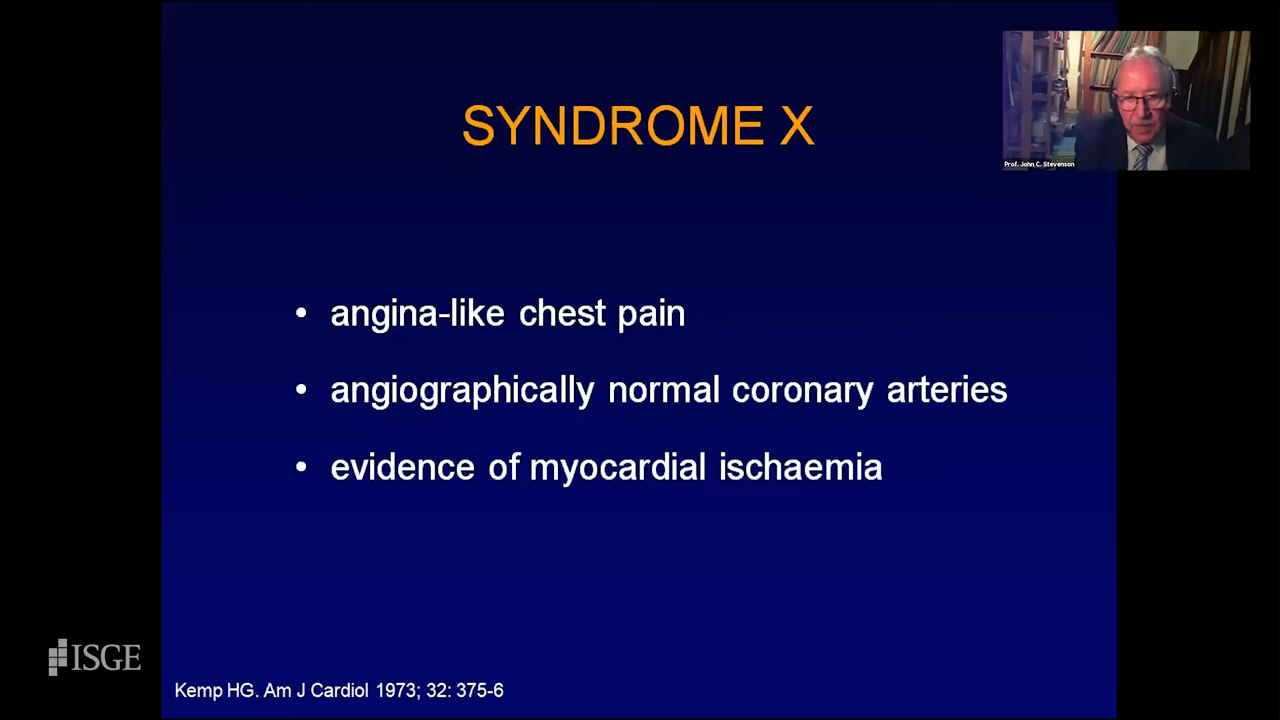 SYNDROME X
Prof. John C. Stevenson
• angina-like chest pain
• angiographically normal coronary arteries
• evidence of myocardial ischaemia
ISGE
Kemp HG. Am J Cardiol 1973; 32: 375-6